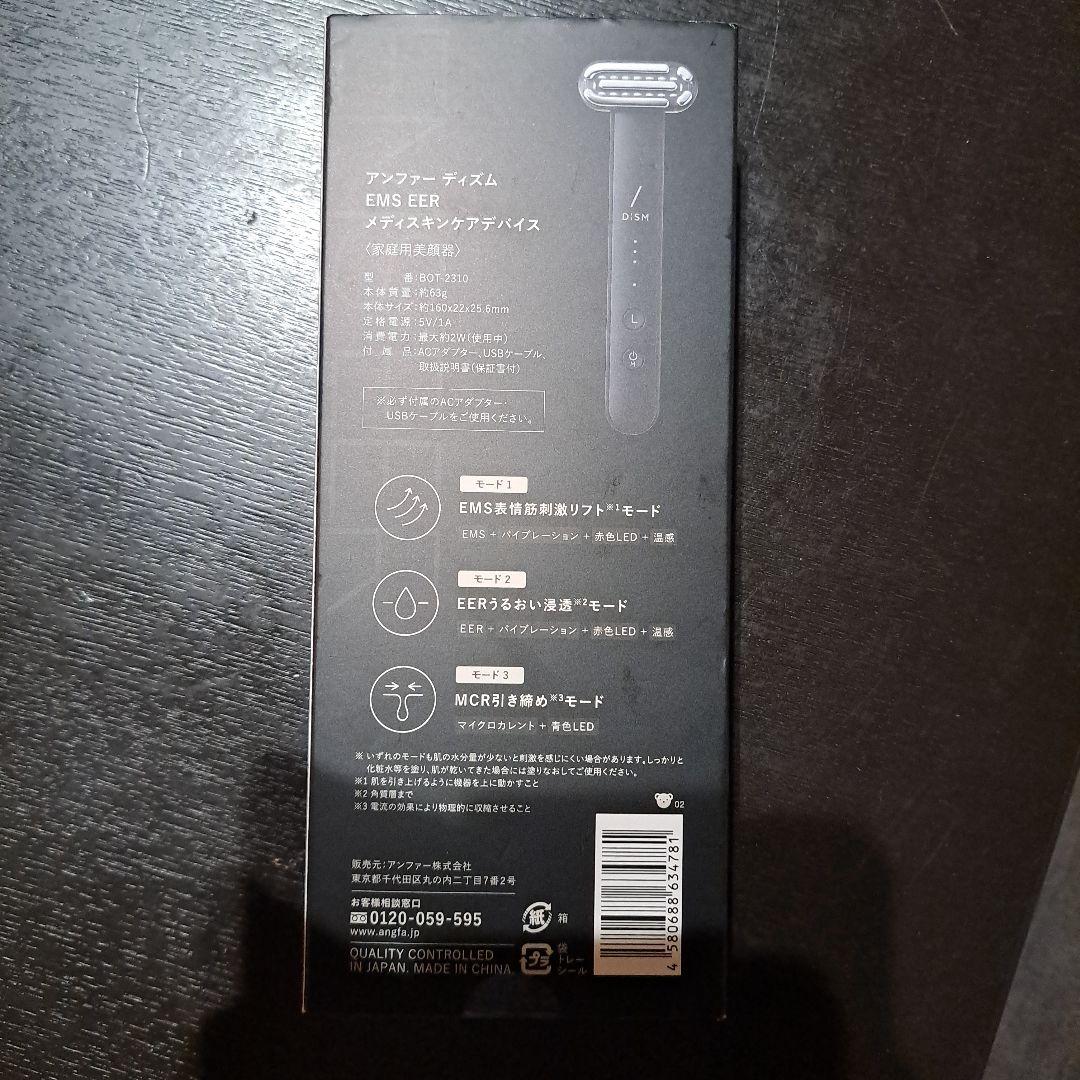 アンファー ディズム
EMS EER
メディスキンケアデバイス
〈家庭用美顔器〉
型 番:BOT-2310
本体質量:約63g
本体サイズ:約160x22x25.6mm
定格電源:5V/1A
消費電力:最大約2W(使用中)
付属品:ACアダプター、USBケーブル、
取扱説明書(保証書付)
※必ず付属のACアダプター・
USBケーブルをご使用ください。
DiSM
L
M
モード1
EMS表情筋刺激リフト※1モード
EMS + バイブレーション + 赤色LED + 温感
モード2
EERうるおい浸透※2モード
EER + バイブレーション + 赤色LED + 温感
モード3
MCR引き締め※3モード
マイクロカレント + 青色LED
※ いずれのモードも肌の水分量が少ないと刺激を感じにくい場合があります。しっかりと
化粧水等を塗り、肌が乾いてきた場合には塗りなおしてご使用ください。
※1 肌を引き上げるように機器を上に動かすこと
※2 角質層まで
※3 電流の効果により物理的に収縮させること
02
販売元:アンファー株式会社
東京都千代田区丸の内二丁目7番2号
お客様相談窓口
0120-059-595
www.angfa.jp
QUALITY CONTROLLED
IN JAPAN. MADE IN CHINA.
紙 箱
プラ 袋
トレー
シール
4 580688 634781